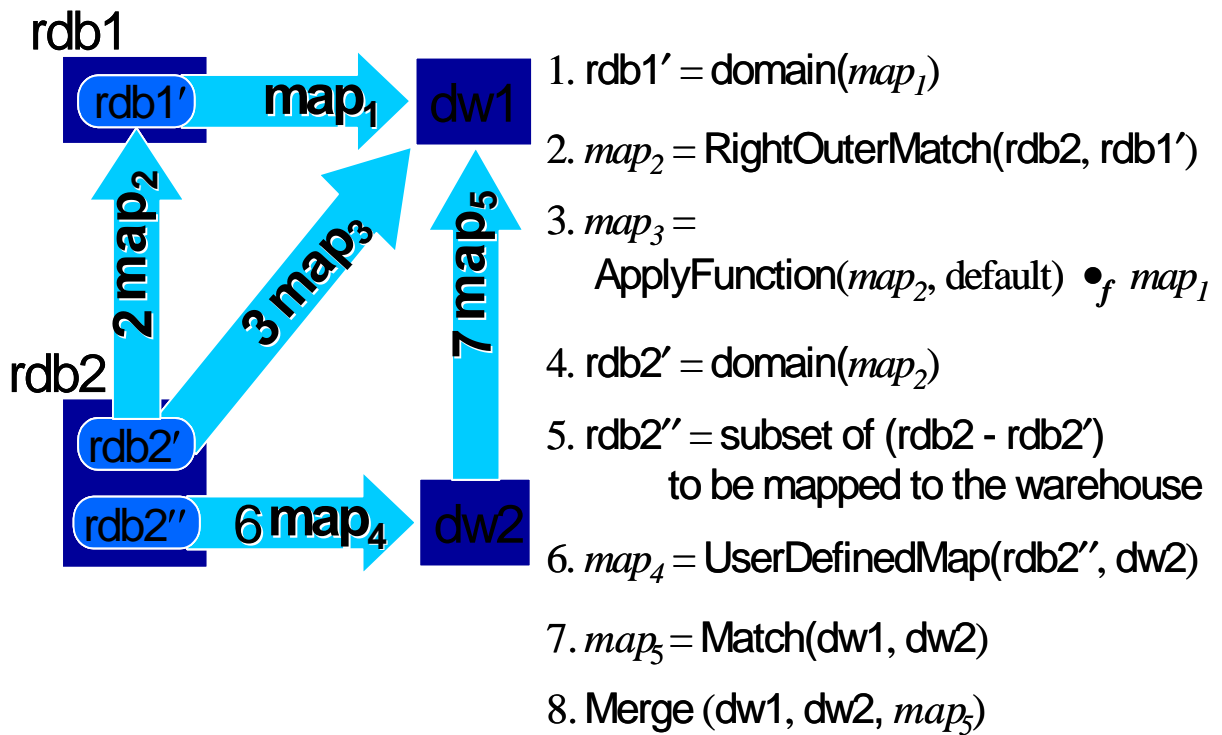 rdb1
rdb1′
map₁
dw1
2 map₂
3 map₃
7 map₅
rdb2
rdb2′
rdb2′′
6 map₄
dw2
1. rdb1′ = domain(map₁)
2. map₂ = RightOuterMatch(rdb2, rdb1′)
3. map₃ =
ApplyFunction(map₂, default) •f map₁
4. rdb2′ = domain(map₂)
5. rdb2′′ = subset of (rdb2 - rdb2′)
to be mapped to the warehouse
6. map₄ = UserDefinedMap(rdb2′′, dw2)
7. map₅ = Match(dw1, dw2)
8. Merge (dw1, dw2, map₅)